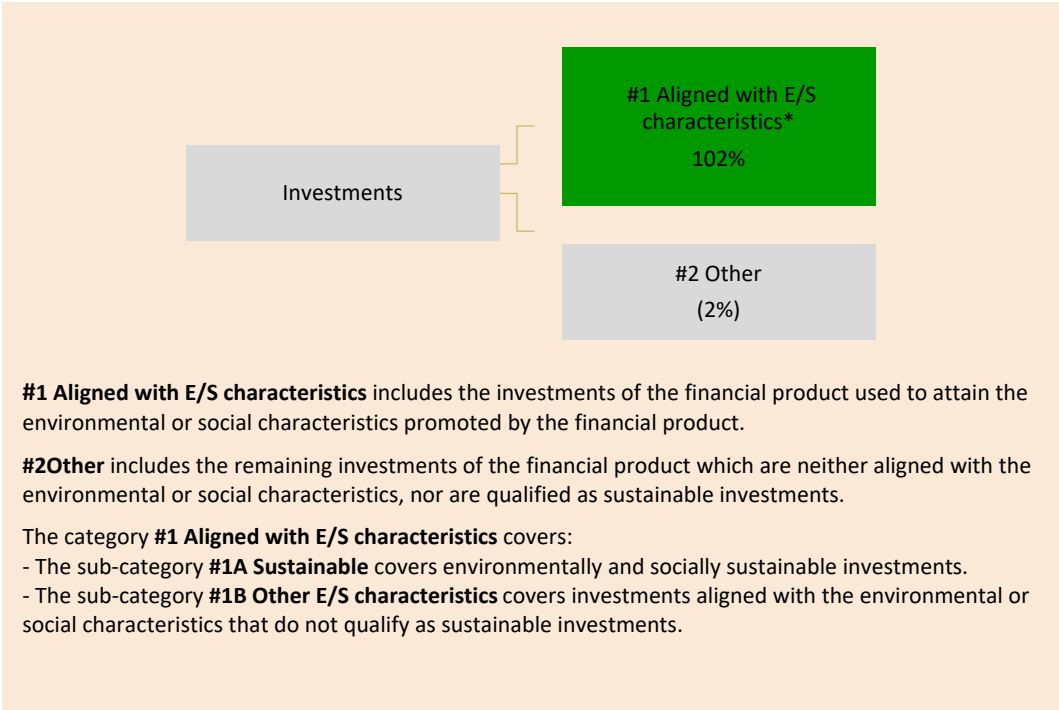 #1 Aligned with E/S
characteristics*
102%
Investments
#2 Other
(2%)
#1 Aligned with E/S characteristics includes the investments of the financial product used to attain the
environmental or social characteristics promoted by the financial product.
#2Other includes the remaining investments of the financial product which are neither aligned with the
environmental or social characteristics, nor are qualified as sustainable investments.
The category #1 Aligned with E/S characteristics covers:
- The sub-category #1A Sustainable covers environmentally and socially sustainable investments.
- The sub-category #1B Other E/S characteristics covers investments aligned with the environmental or
social characteristics that do not qualify as sustainable investments.